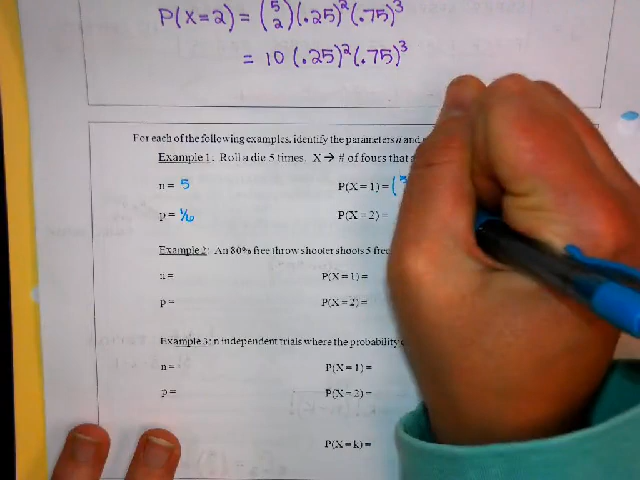 P(X=2) = (5 2)(.25)²(.75)³
= 10 (.25)²(.75)³
For each of the following examples, identify the parameters n and
Example 1: Roll a die 5 times. X → # of fours that
n = 5 P(X = 1) = (5
p = 1/6 P(X = 2) =
Example 2: An 80% free throw shooter shoots 5 free
n = P(X = 1) =
p = P(X = 2) =
Example 3: n independent trials where the probability
n = P(X = 1) =
p = P(X = 2) =
P(X = k) =